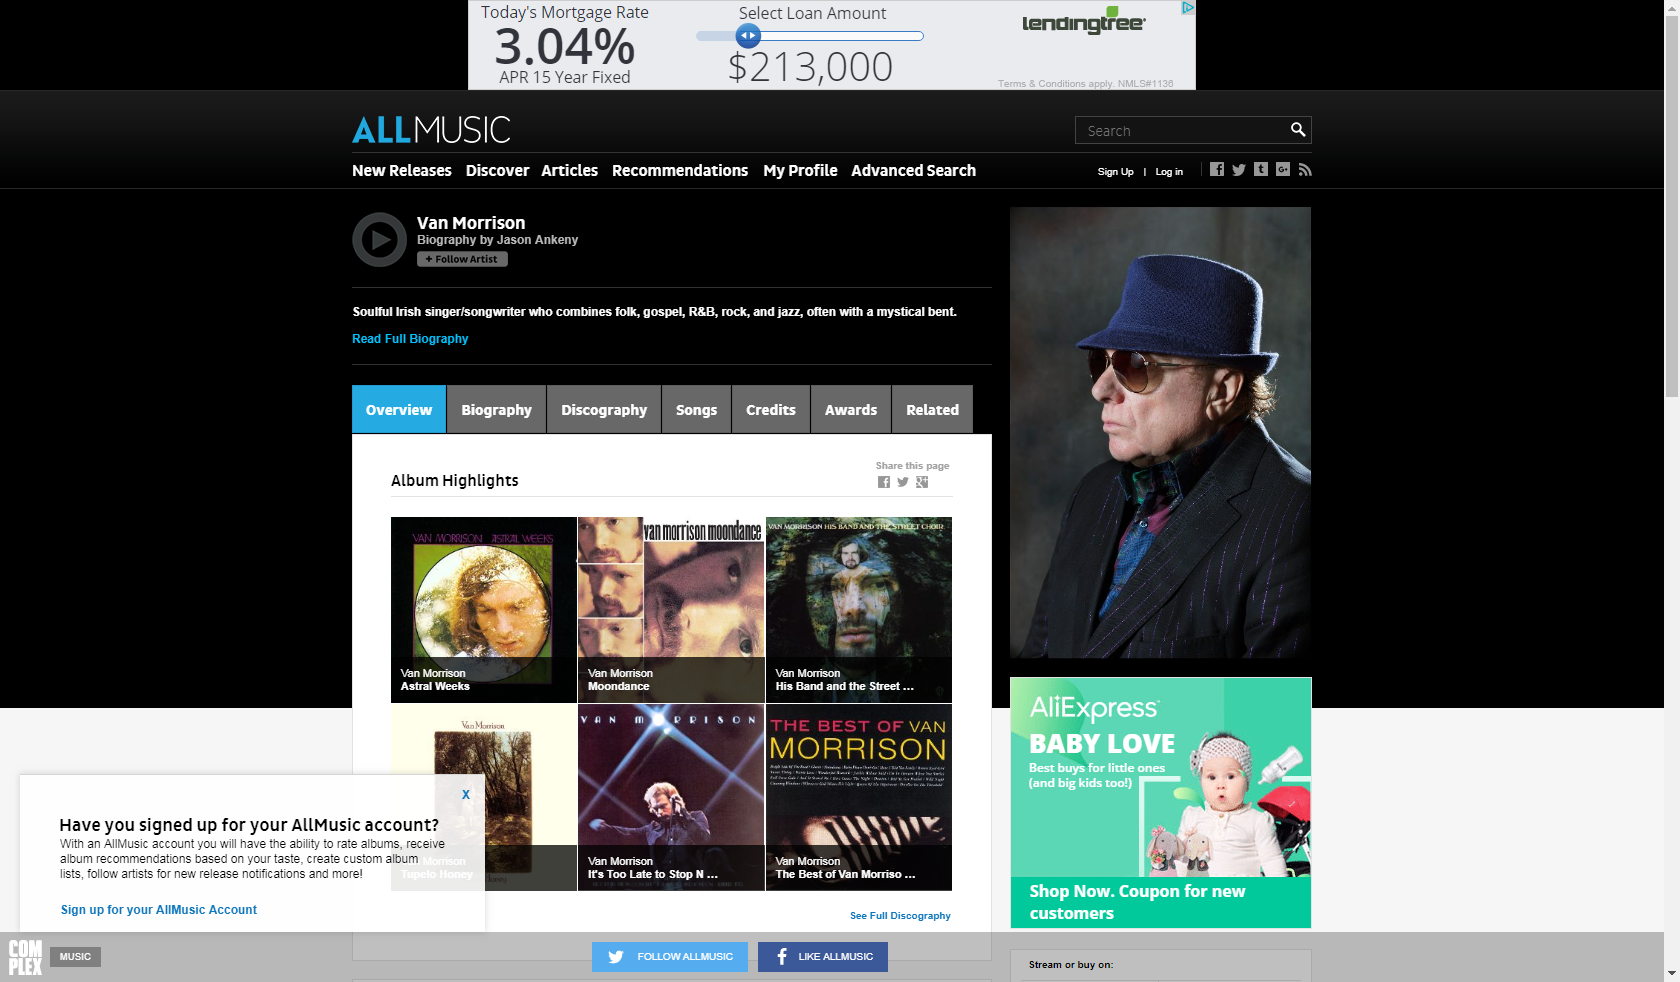 Today's Mortgage Rate
3.04%
APR 15 Year Fixed
Select Loan Amount
$213,000
lendingtree
Terms & Conditions apply. NMLS#1136
ALLMUSIC
Search
New Releases Discover Articles Recommendations My Profile Advanced Search
Sign Up | Log in
Van Morrison
Biography by Jason Ankeny
+ Follow Artist
Soulful Irish singer/songwriter who combines folk, gospel, R&B, rock, and jazz, often with a mystical bent.
Read Full Biography
Overview Biography Discography Songs Credits Awards Related
Album Highlights
Share this page
VAN MORRISON ASTRAL WEEKS
Van Morrison
Astral Weeks
van morrison moondance
Van Morrison
Moondance
VAN MORRISON HIS BAND AND THE STREET CHOIR
Van Morrison
His Band and the Street ...
Van Morrison
Van Morrison
Tupelo Honey
VAN MORRISON
Van Morrison
It's Too Late to Stop N ...
THE BEST OF VAN
MORRISON
Van Morrison
The Best of Van Morriso ...
See Full Discography
X
Have you signed up for your AllMusic account?
With an AllMusic account you will have the ability to rate albums, receive
album recommendations based on your taste, create custom album
lists, follow artists for new release notifications and more!
Sign up for your AllMusic Account
AliExpress
BABY LOVE
Best buys for little ones
(and big kids too!)
Shop Now. Coupon for new
customers
COM
PLEX
MUSIC
FOLLOW ALLMUSIC
LIKE ALLMUSIC
Stream or buy on: